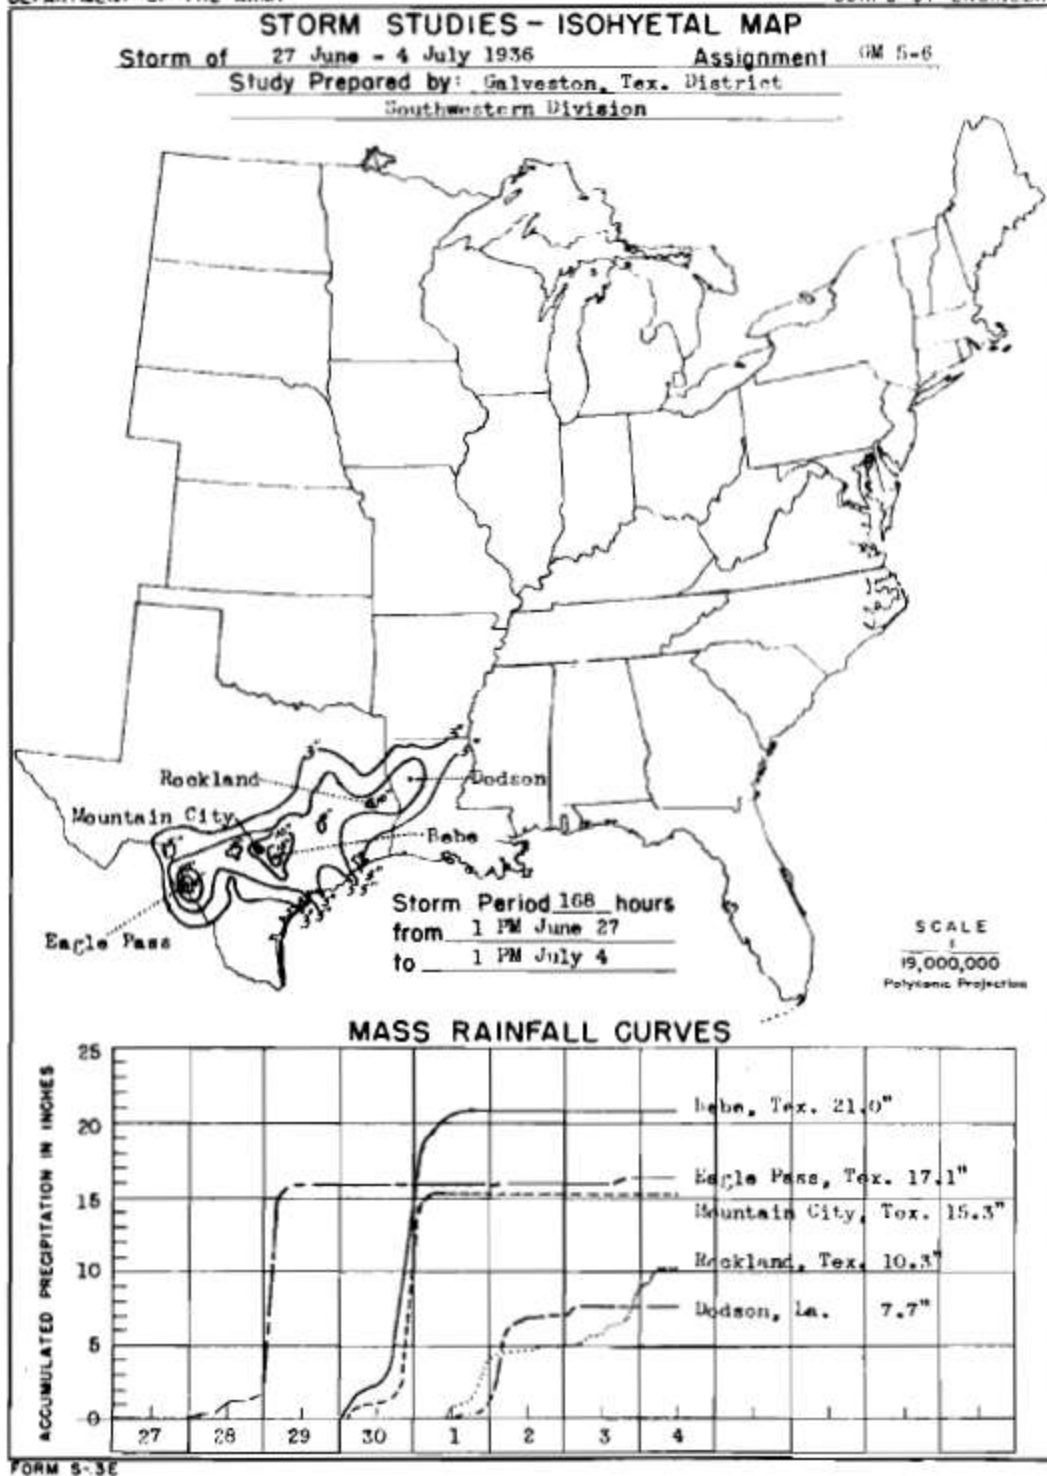 STORM STUDIES - ISOHYETAL MAP
Storm of 27 June - 4 July 1936 Assignment GM 5-6
Study Prepared by: Galveston, Tex. District
Southwestern Division
Rockland
Dodson
Mountain City
Bebe
Eagle Pass
Storm Period 168 hours
from 1 PM June 27
to 1 PM July 4
SCALE
1
19,000,000
Polyconic Projection
MASS RAINFALL CURVES
ACCUMULATED PRECIPITATION IN INCHES
25
20
15
10
5
0
Bebe, Tex. 21.0"
Eagle Pass, Tex. 17.1"
Mountain City, Tex. 15.3"
Rockland, Tex. 10.3"
Dodson, La. 7.7"
27 28 29 30 1 2 3 4
FORM S-3E